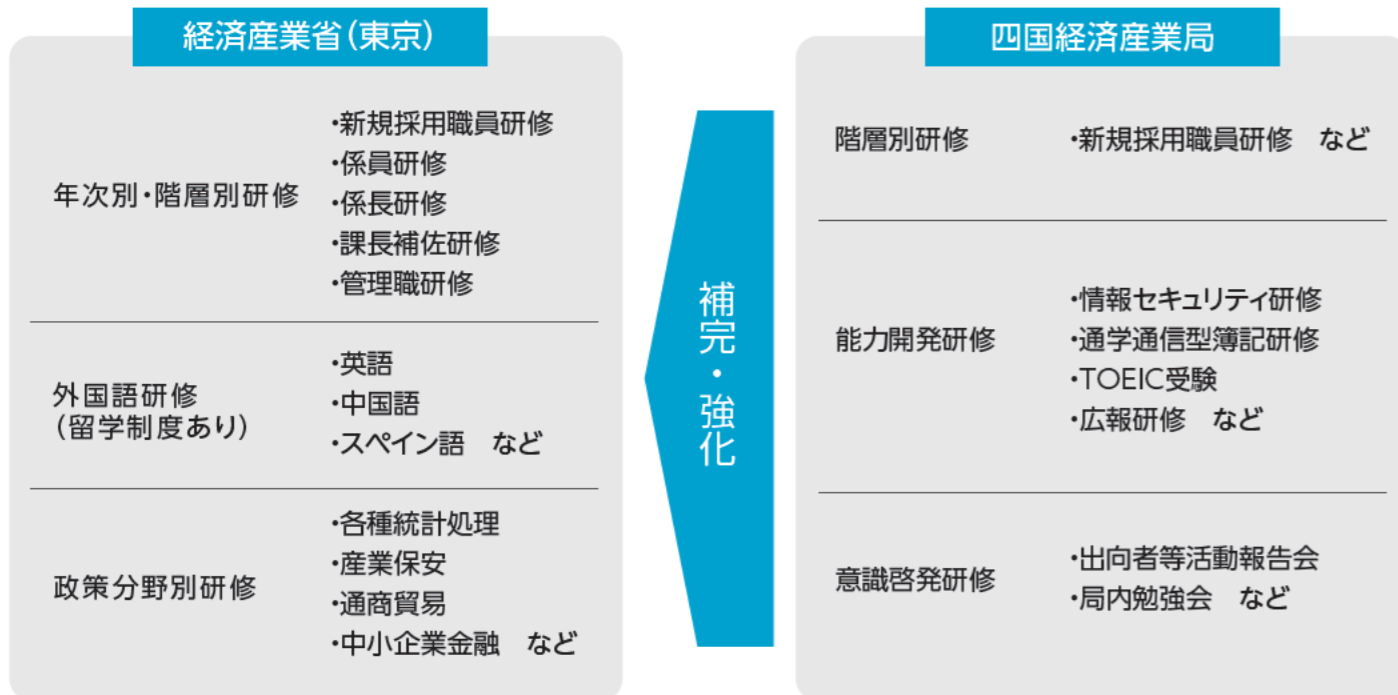 経済産業省(東京)
年次別・階層別研修
・新規採用職員研修
・係員研修
・係長研修
・課長補佐研修
・管理職研修
外国語研修
(留学制度あり)
・英語
・中国語
・スペイン語　など
政策分野別研修
・各種統計処理
・産業保安
・通商貿易
・中小企業金融　など
補完・強化
四国経済産業局
階層別研修
・新規採用職員研修　など
能力開発研修
・情報セキュリティ研修
・通学通信型簿記研修
・TOEIC受験
・広報研修　など
意識啓発研修
・出向者等活動報告会
・局内勉強会　など